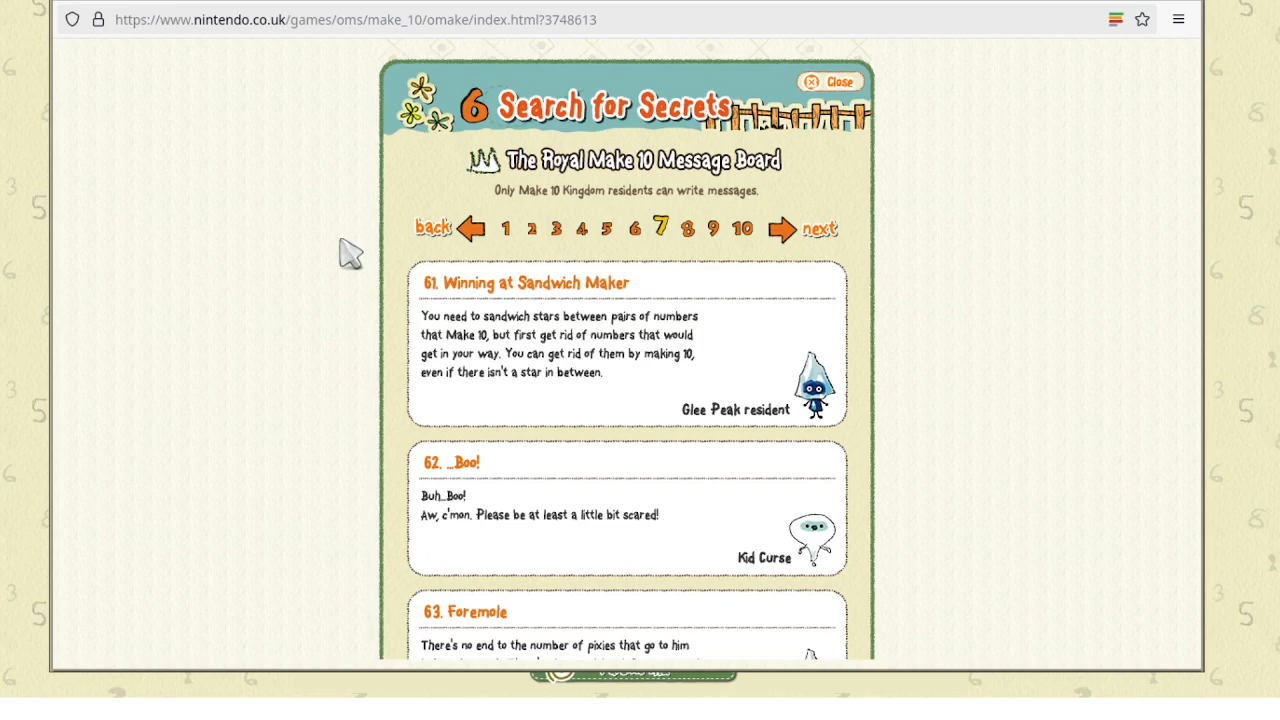 https://www.nintendo.co.uk/games/oms/make_10/omake/index.html?3748613
Close
6 Search for Secrets
The Royal Make 10 Message Board
Only Make 10 Kingdom residents can write messages.
back 1 2 3 4 5 6 7 8 9 10 next
61. Winning at Sandwich Maker
You need to sandwich stars between pairs of numbers
that Make 10, but first get rid of numbers that would
get in your way. You can get rid of them by making 10,
even if there isn't a star in between.
Glee Peak resident
62. ...Boo!
Buh...Boo!
Aw, c'mon. Please be at least a little bit scared!
Kid Curse
63. Foremole
There's no end to the number of pixies that go to him